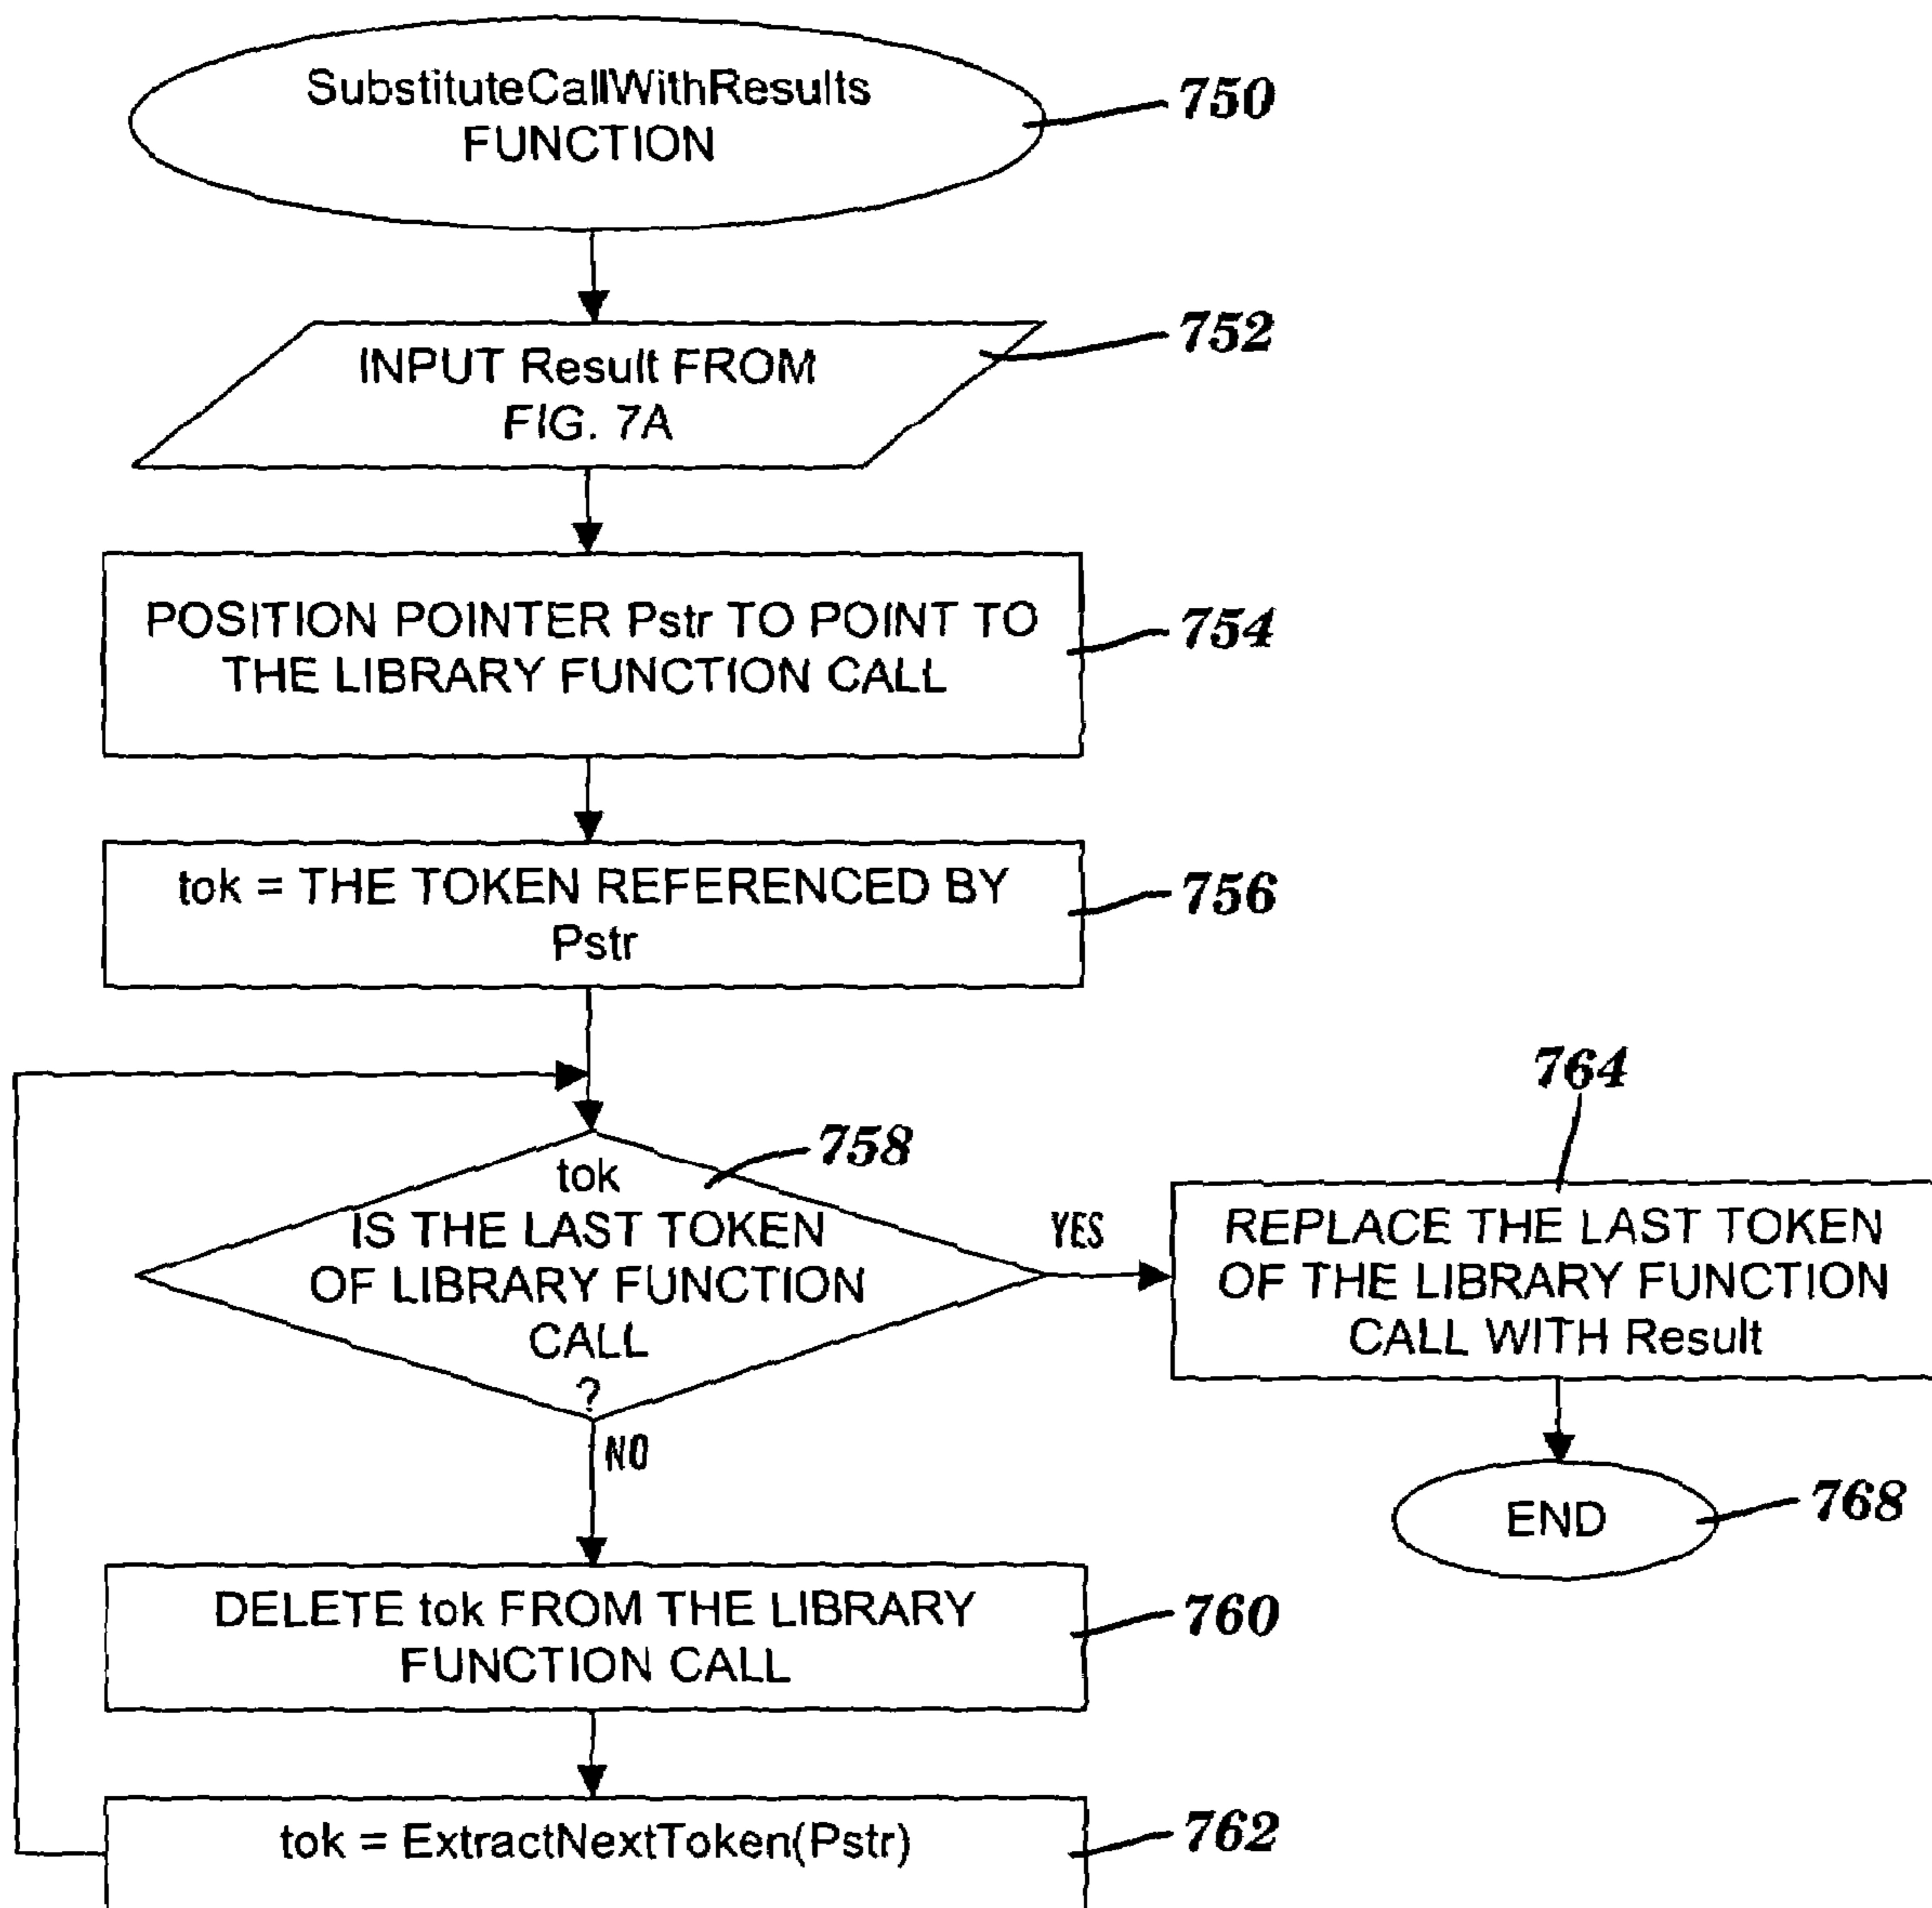 SubstituteCallWithResults
FUNCTION
750
INPUT Result FROM
FIG. 7A
752
POSITION POINTER Pstr TO POINT TO
THE LIBRARY FUNCTION CALL
754
tok = THE TOKEN REFERENCED BY
Pstr
756
tok
IS THE LAST TOKEN
OF LIBRARY FUNCTION
CALL
?
758
YES
NO
764
REPLACE THE LAST TOKEN
OF THE LIBRARY FUNCTION
CALL WITH Result
END
768
DELETE tok FROM THE LIBRARY
FUNCTION CALL
760
tok = ExtractNextToken(Pstr)
762